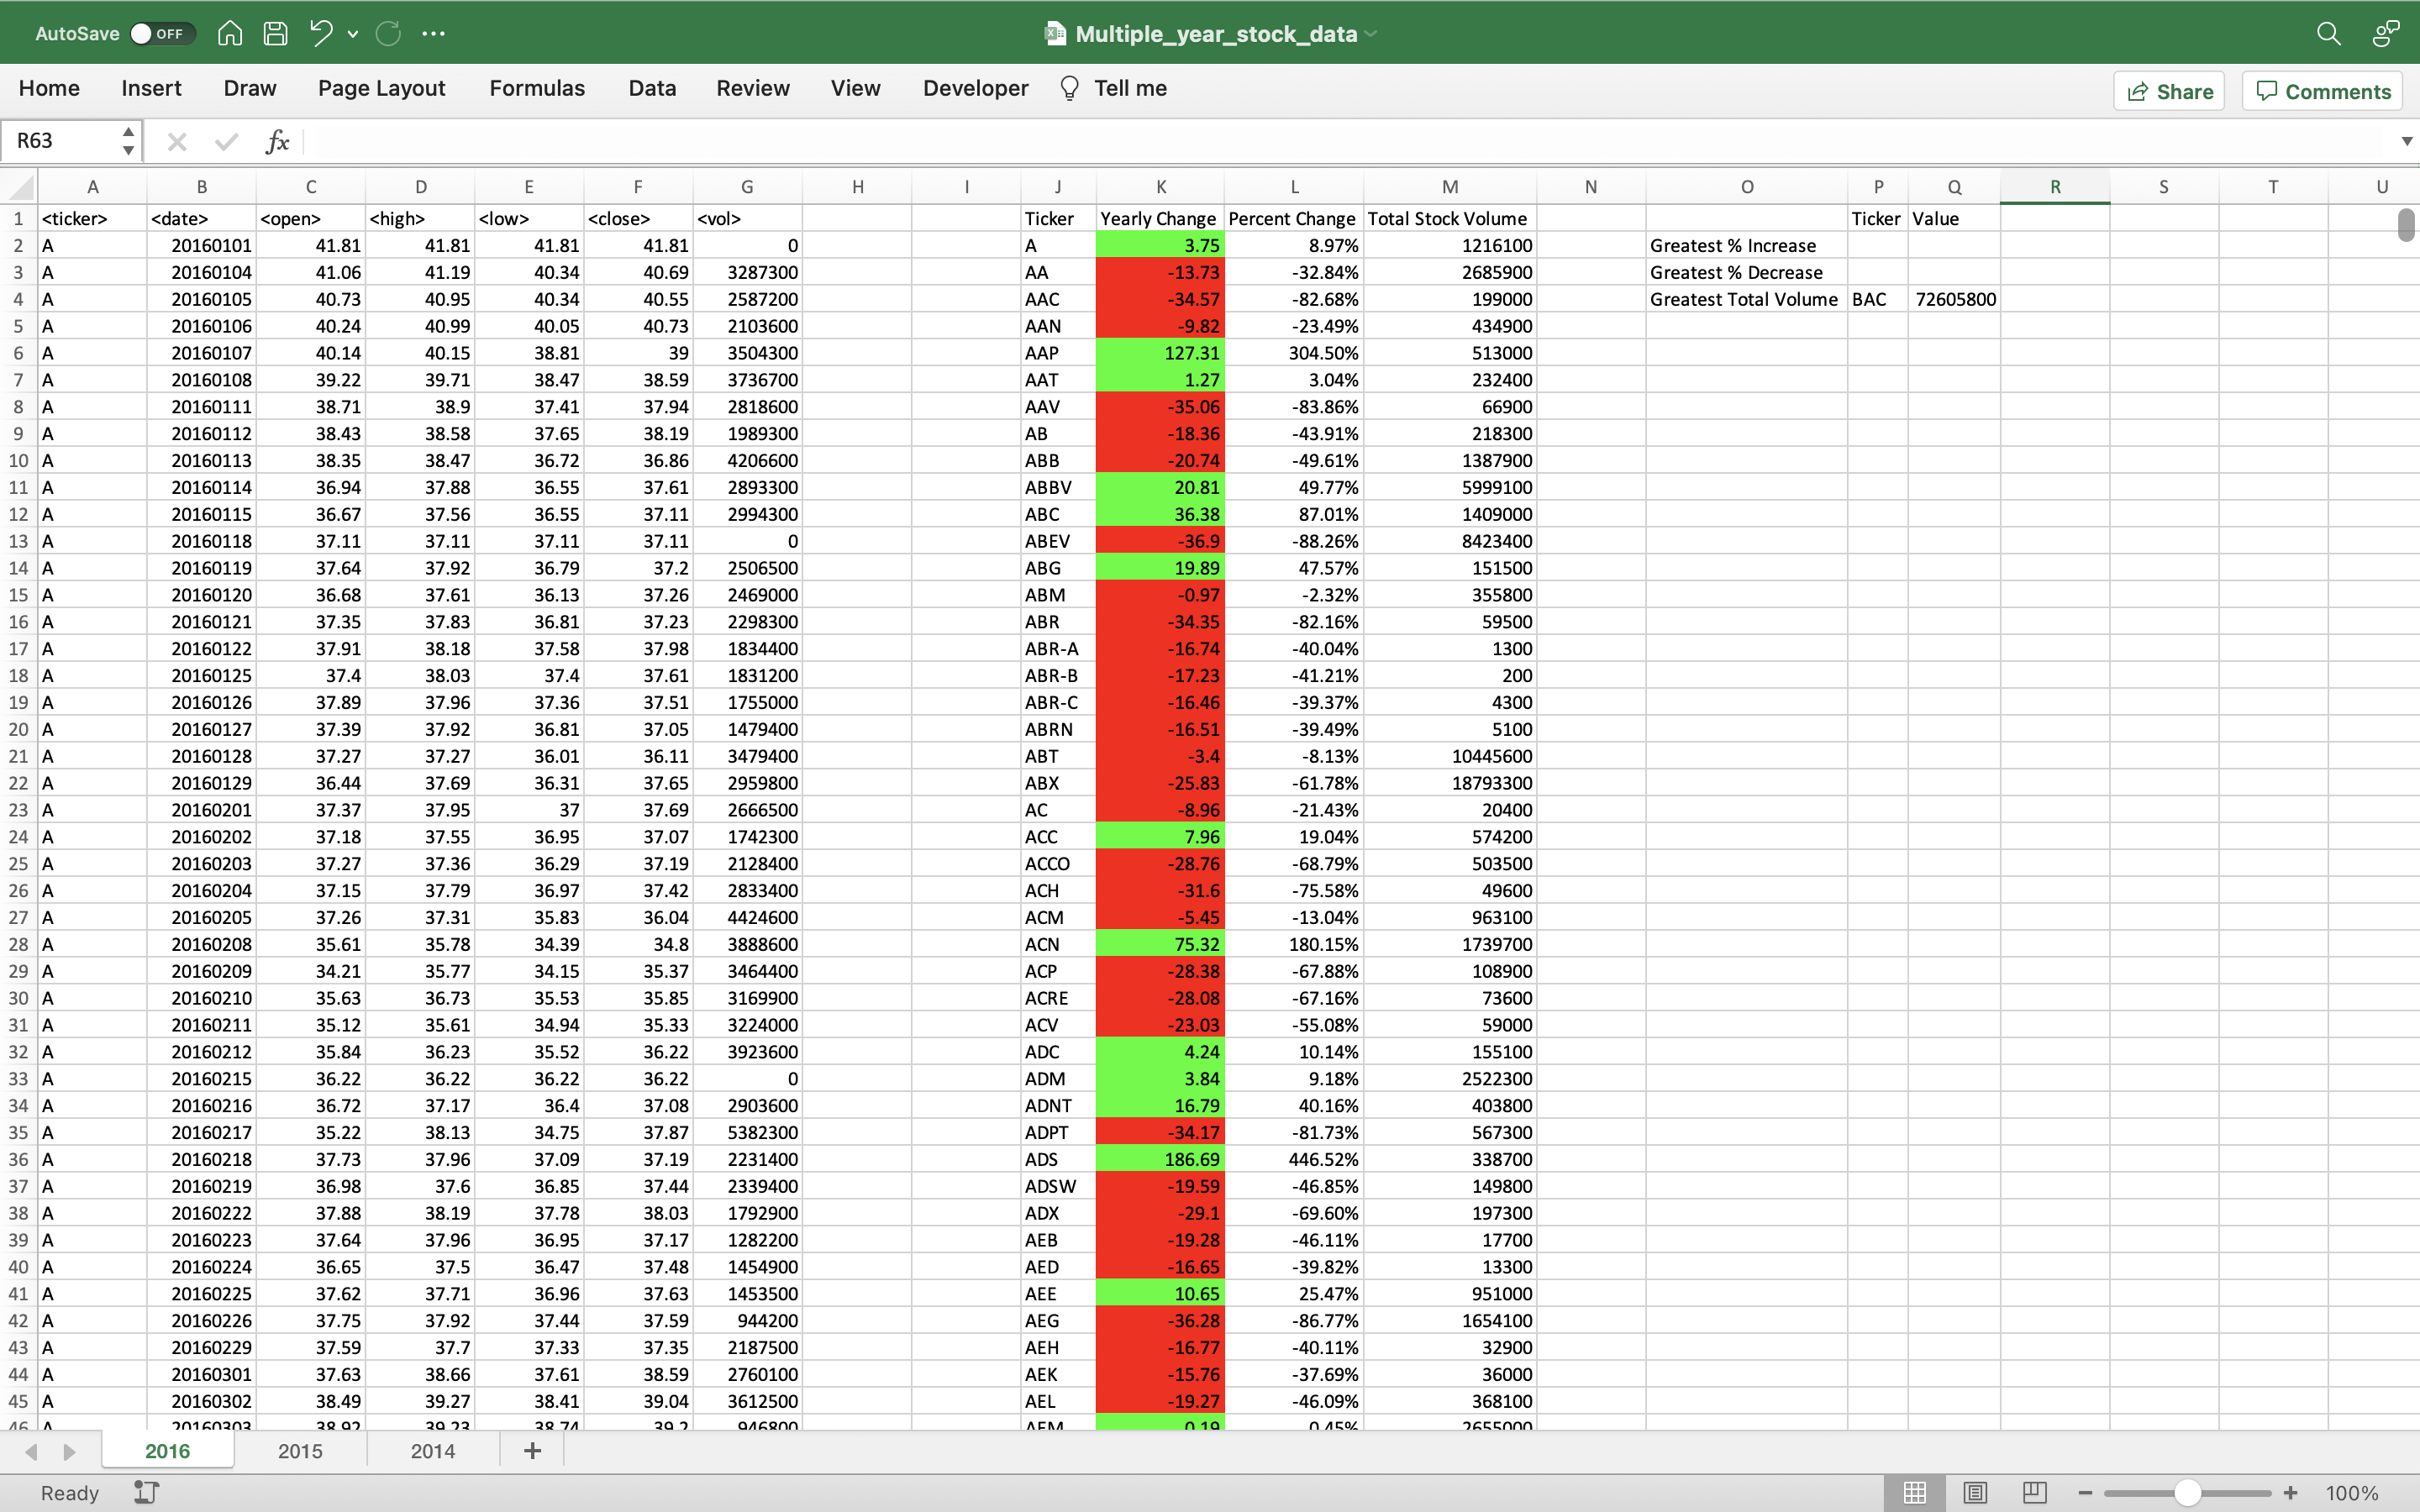 AutoSave OFF Multiple_year_stock_data
Home Insert Draw Page Layout Formulas Data Review View Developer Tell me Share Comments
R63 fx
A B C D E F G H I J K L M N O P Q R S T U
1 <ticker> <date> <open> <high> <low> <close> <vol> Ticker Yearly Change Percent Change Total Stock Volume Ticker Value
2 A 20160101 41.81 41.81 41.81 41.81 0 A 3.75 8.97% 1216100 Greatest % Increase
3 A 20160104 41.06 41.19 40.34 40.69 3287300 AA -13.73 -32.84% 2685900 Greatest % Decrease
4 A 20160105 40.73 40.95 40.34 40.55 2587200 AAC -34.57 -82.68% 199000 Greatest Total Volume BAC 72605800
5 A 20160106 40.24 40.99 40.05 40.73 2103600 AAN -9.82 -23.49% 434900
6 A 20160107 40.14 40.15 38.81 39 3504300 AAP 127.31 304.50% 513000
7 A 20160108 39.22 39.71 38.47 38.59 3736700 AAT 1.27 3.04% 232400
8 A 20160111 38.71 38.9 37.41 37.94 2818600 AAV -35.06 -83.86% 66900
9 A 20160112 38.43 38.58 37.65 38.19 1989300 AB -18.36 -43.91% 218300
10 A 20160113 38.35 38.47 36.72 36.86 4206600 ABB -20.74 -49.61% 1387900
11 A 20160114 36.94 37.88 36.55 37.61 2893300 ABBV 20.81 49.77% 5999100
12 A 20160115 36.67 37.56 36.55 37.11 2994300 ABC 36.38 87.01% 1409000
13 A 20160118 37.11 37.11 37.11 37.11 0 ABEV -36.9 -88.26% 8423400
14 A 20160119 37.64 37.92 36.79 37.2 2506500 ABG 19.89 47.57% 151500
15 A 20160120 36.68 37.61 36.13 37.26 2469000 ABM -0.97 -2.32% 355800
16 A 20160121 37.35 37.83 36.81 37.23 2298300 ABR -34.35 -82.16% 59500
17 A 20160122 37.91 38.18 37.58 37.98 1834400 ABR-A -16.74 -40.04% 1300
18 A 20160125 37.4 38.03 37.4 37.61 1831200 ABR-B -17.23 -41.21% 200
19 A 20160126 37.89 37.96 37.36 37.51 1755000 ABR-C -16.46 -39.37% 4300
20 A 20160127 37.39 37.92 36.81 37.05 1479400 ABRN -16.51 -39.49% 5100
21 A 20160128 37.27 37.27 36.01 36.11 3479400 ABT -3.4 -8.13% 10445600
22 A 20160129 36.44 37.69 36.31 37.65 2959800 ABX -25.83 -61.78% 18793300
23 A 20160201 37.37 37.95 37 37.69 2666500 AC -8.96 -21.43% 20400
24 A 20160202 37.18 37.55 36.95 37.07 1742300 ACC 7.96 19.04% 574200
25 A 20160203 37.27 37.36 36.29 37.19 2128400 ACCO -28.76 -68.79% 503500
26 A 20160204 37.15 37.79 36.97 37.42 2833400 ACH -31.6 -75.58% 49600
27 A 20160205 37.26 37.31 35.83 36.04 4424600 ACM -5.45 -13.04% 963100
28 A 20160208 35.61 35.78 34.39 34.8 3888600 ACN 75.32 180.15% 1739700
29 A 20160209 34.21 35.77 34.15 35.37 3464400 ACP -28.38 -67.88% 108900
30 A 20160210 35.63 36.73 35.53 35.85 3169900 ACRE -28.08 -67.16% 73600
31 A 20160211 35.12 35.61 34.94 35.33 3224000 ACV -23.03 -55.08% 59000
32 A 20160212 35.84 36.23 35.52 36.22 3923600 ADC 4.24 10.14% 155100
33 A 20160215 36.22 36.22 36.22 36.22 0 ADM 3.84 9.18% 2522300
34 A 20160216 36.72 37.17 36.4 37.08 2903600 ADNT 16.79 40.16% 403800
35 A 20160217 35.22 38.13 34.75 37.87 5382300 ADPT -34.17 -81.73% 567300
36 A 20160218 37.73 37.96 37.09 37.19 2231400 ADS 186.69 446.52% 338700
37 A 20160219 36.98 37.6 36.85 37.44 2339400 ADSW -19.59 -46.85% 149800
38 A 20160222 37.88 38.19 37.78 38.03 1792900 ADX -29.1 -69.60% 197300
39 A 20160223 37.64 37.96 36.95 37.17 1282200 AEB -19.28 -46.11% 17700
40 A 20160224 36.65 37.5 36.47 37.48 1454900 AED -16.65 -39.82% 13300
41 A 20160225 37.62 37.71 36.96 37.63 1453500 AEE 10.65 25.47% 951000
42 A 20160226 37.75 37.92 37.44 37.59 944200 AEG -36.28 -86.77% 1654100
43 A 20160229 37.59 37.7 37.33 37.35 2187500 AEH -16.77 -40.11% 32900
44 A 20160301 37.63 38.66 37.61 38.59 2760100 AEK -15.76 -37.69% 36000
45 A 20160302 38.49 39.27 38.41 39.04 3612500 AEL -19.27 -46.09% 368100
46 A 20160303 38.92 39.23 38.74 39.2 946800 AEM 0.19 0.45% 2655000
2016 2015 2014 +
Ready 100%